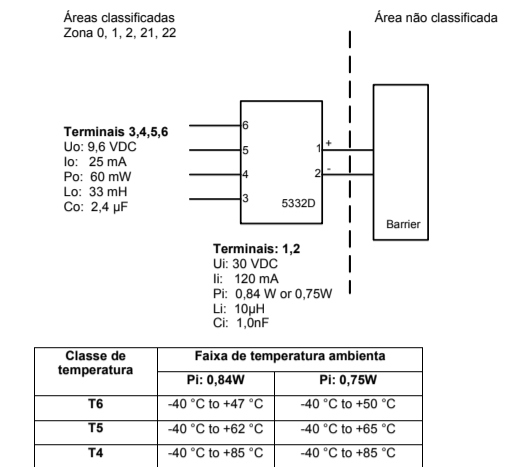 Áreas classificadas
Zona 0, 1, 2, 21, 22
Área não classificada
Terminais 3,4,5,6
Uo: 9,6 VDC
Io: 25 mA
Po: 60 mW
Lo: 33 mH
Co: 2,4 µF
6
5
4
3
1
2
+
-
5332D
Barrier
Terminais: 1,2
Ui: 30 VDC
Ii: 120 mA
Pi: 0,84 W or 0,75W
Li: 10µH
Ci: 1,0nF
Classe de temperatura
Faixa de temperatura ambiente
Pi: 0,84W
Pi: 0,75W
T6
-40 °C to +47 °C
-40 °C to +50 °C
T5
-40 °C to +62 °C
-40 °C to +65 °C
T4
-40 °C to +85 °C
-40 °C to +85 °C